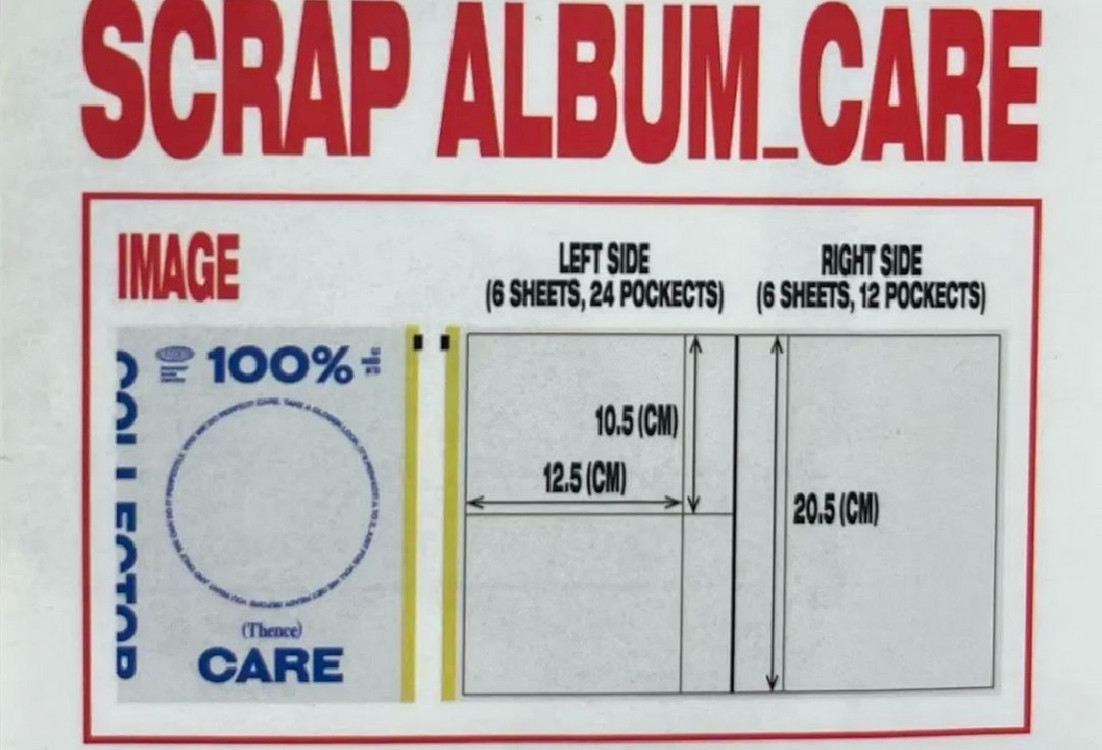 SCRAP ALBUM_CARE
IMAGE
LEFT SIDE
(6 SHEETS, 24 POCKECTS)
RIGHT SIDE
(6 SHEETS, 12 POCKECTS)
COLLECTOR
100%
10.5 (CM)
12.5 (CM)
20.5 (CM)
(Thence)
CARE